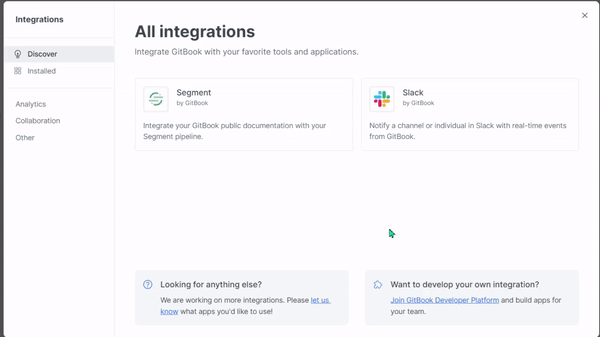 Integrations
Discover
Installed
Analytics
Collaboration
Other
All integrations
Integrate GitBook with your favorite tools and applications.
Segment
by GitBook
Integrate your GitBook public documentation with your
Segment pipeline.
Slack
by GitBook
Notify a channel or individual in Slack with real-time events
from GitBook.
Looking for anything else?
We are working on more integrations. Please let us
know what apps you'd like to use!
Want to develop your own integration?
Join GitBook Developer Platform and build apps for
your team.